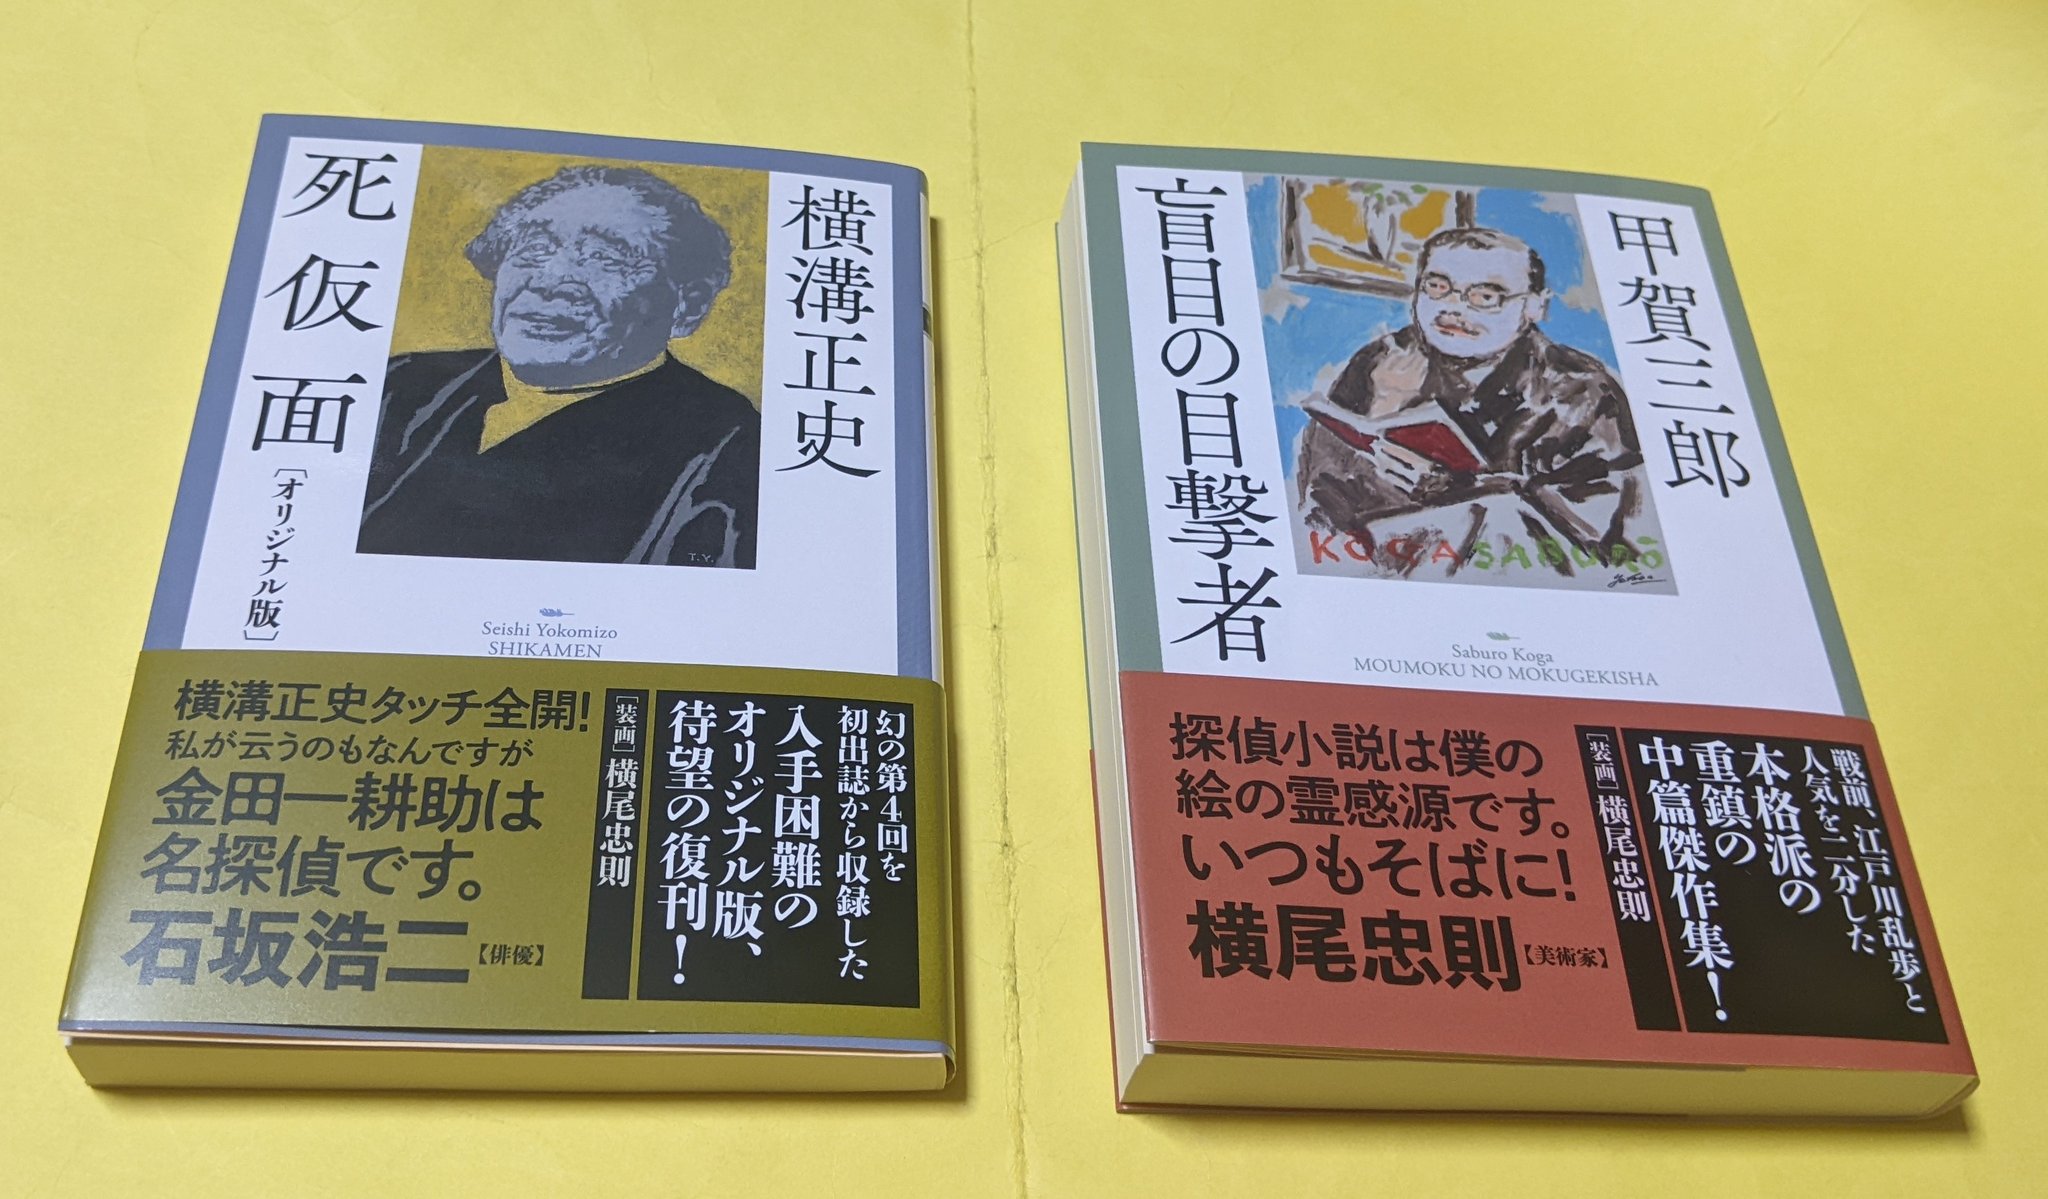 横溝正史
死仮面
[オリジナル版]
T.Y.
Seishi Yokomizo
SHIKAMEN
幻の第4回を
初出誌から収録した
入手困難の
オリジナル版、
待望の復刊!
[装画]横尾忠則
横溝正史タッチ全開!
私が云うのもなんですが
金田一耕助は
名探偵です。
石坂浩二【俳優】
甲賀三郎
盲目の目撃者
KOGA SABURŌ
Saburo Koga
MOUMOKU NO MOKUGEKISHA
戦前、江戸川乱歩と
人気を二分した
本格派の
重鎮の
中篇傑作集!
[装画]横尾忠則
探偵小説は僕の
絵の霊感源です。
いつもそばに!
横尾忠則【美術家】